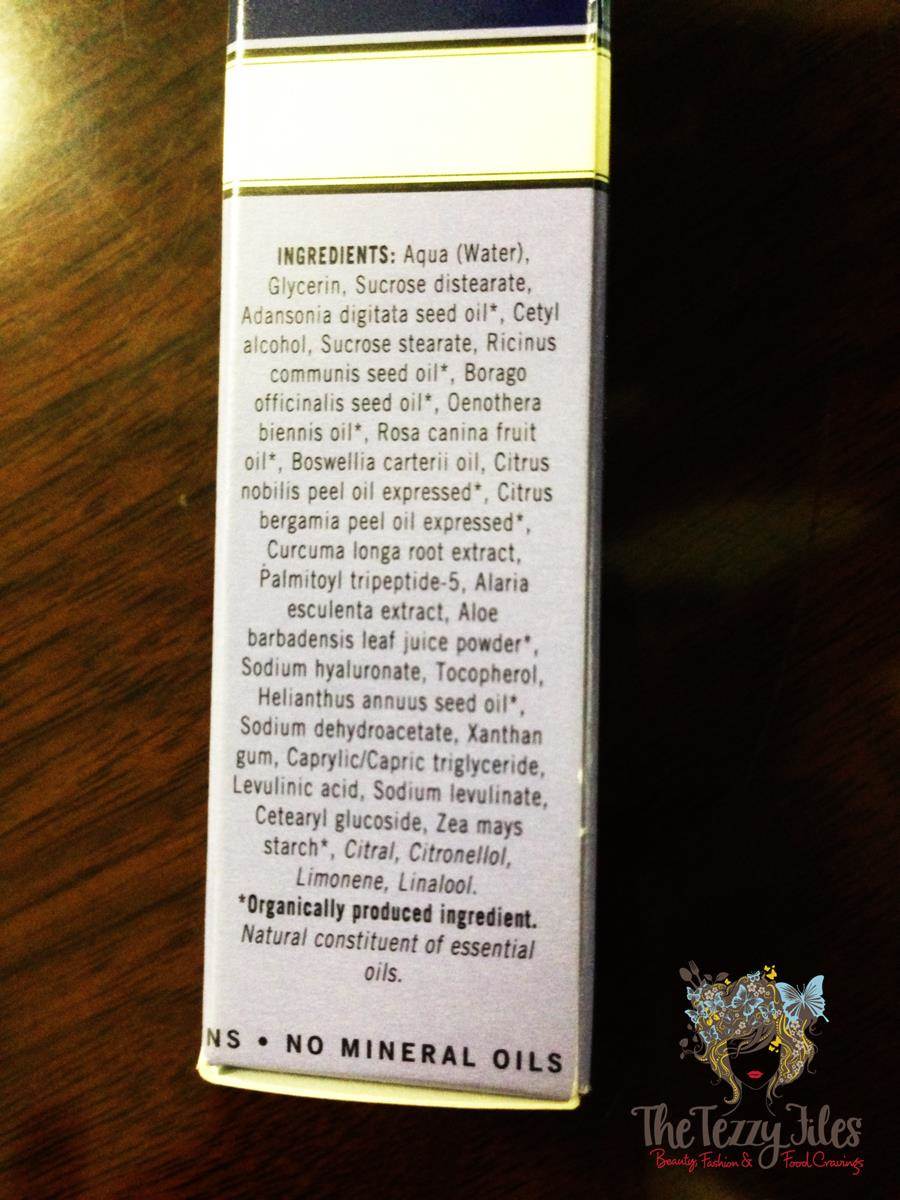 INGREDIENTS: Aqua (Water),
Glycerin, Sucrose distearate,
Adansonia digitata seed oil*, Cetyl
alcohol, Sucrose stearate, Ricinus
communis seed oil*, Borago
officinalis seed oil*, Oenothera
biennis oil*, Rosa canina fruit
oil*, Boswellia carterii oil, Citrus
nobilis peel oil expressed*, Citrus
bergamia peel oil expressed*,
Curcuma longa root extract,
Palmitoyl tripeptide-5, Alaria
esculenta extract, Aloe
barbadensis leaf juice powder*,
Sodium hyaluronate, Tocopherol,
Helianthus annuus seed oil*,
Sodium dehydroacetate, Xanthan
gum, Caprylic/Capric triglyceride,
Levulinic acid, Sodium levulinate,
Cetearyl glucoside, Zea mays
starch*, Citral, Citronellol,
Limonene, Linalool.
*Organically produced ingredient.
Natural constituent of essential
oils.
NS • NO MINERAL OILS
The Tezzy Files
Beauty, Fashion & Food Cravings